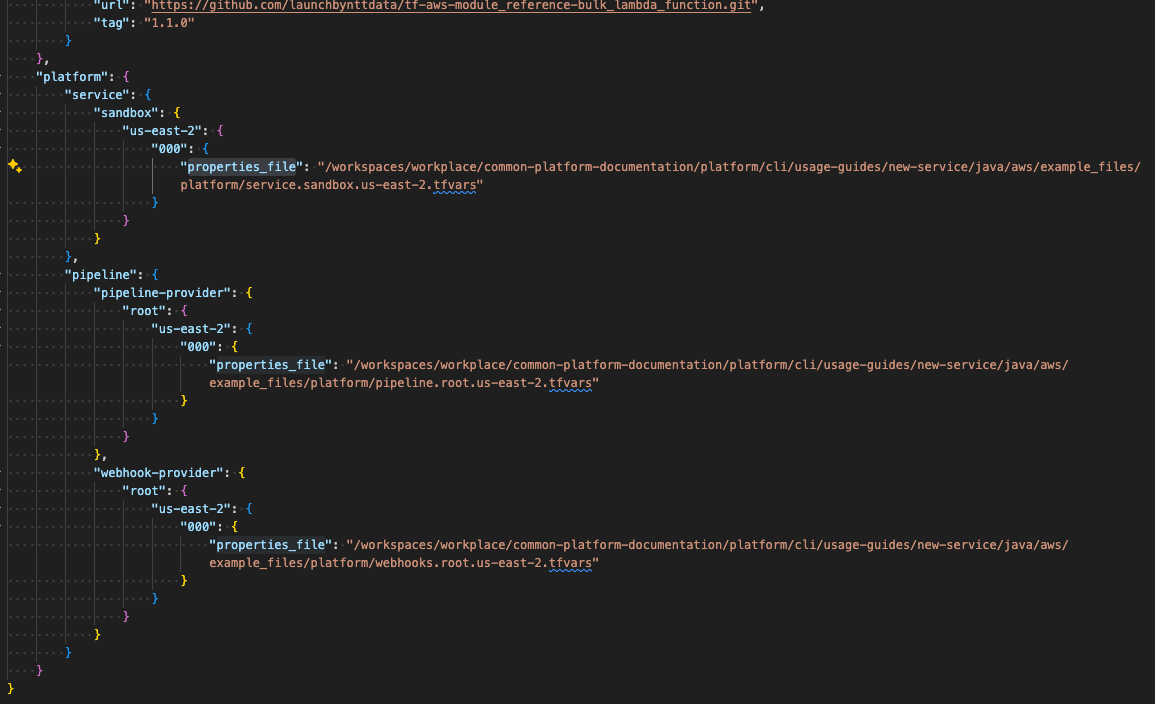 "url": "https://github.com/launchbynttdata/tf-aws-module_reference-bulk_lambda_function.git",
"tag": "1.1.0"
}
},
"platform": {
"service": {
"sandbox": {
"us-east-2": {
"000": {
"properties_file": "/workspaces/workplace/common-platform-documentation/platform/cli/usage-guides/new-service/java/aws/example_files/
platform/service.sandbox.us-east-2.tfvars"
}
}
}
},
"pipeline": {
"pipeline-provider": {
"root": {
"us-east-2": {
"000": {
"properties_file": "/workspaces/workplace/common-platform-documentation/platform/cli/usage-guides/new-service/java/aws/
example_files/platform/pipeline.root.us-east-2.tfvars"
}
}
}
},
"webhook-provider": {
"root": {
"us-east-2": {
"000": {
"properties_file": "/workspaces/workplace/common-platform-documentation/platform/cli/usage-guides/new-service/java/aws/
example_files/platform/webhooks.root.us-east-2.tfvars"
}
}
}
}
}
}
}